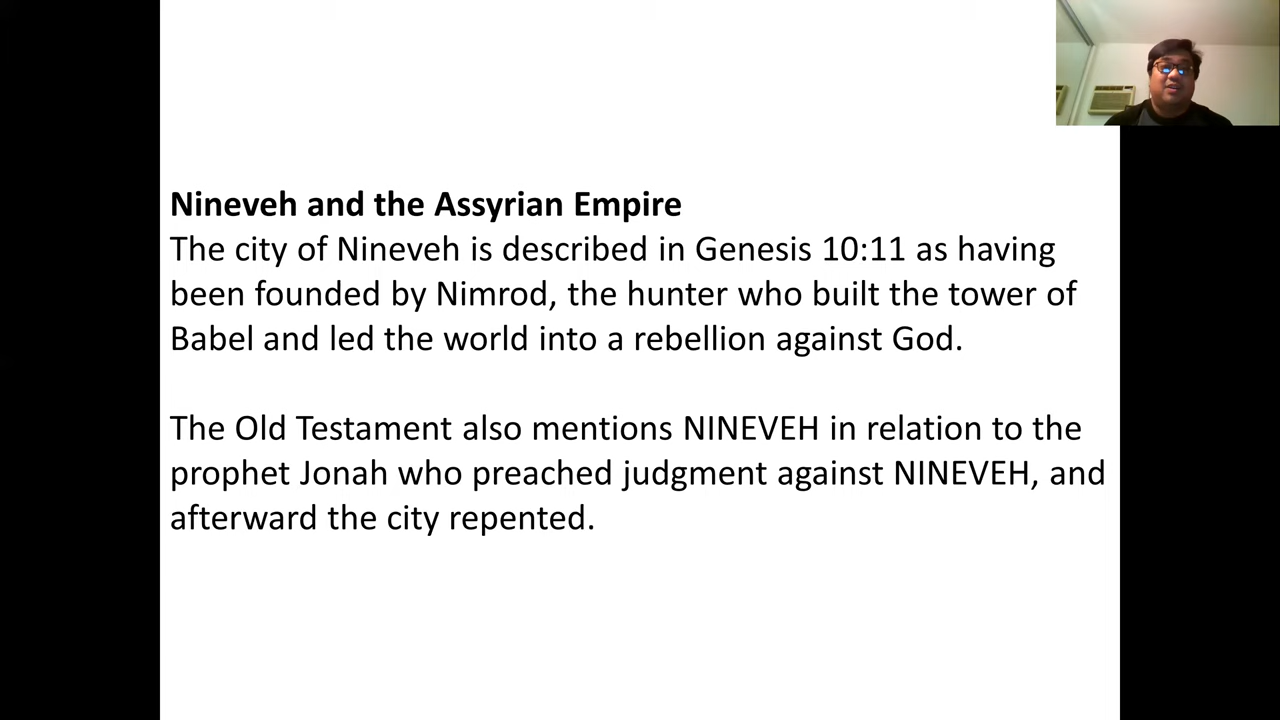 Nineveh and the Assyrian Empire
The city of Nineveh is described in Genesis 10:11 as having
been founded by Nimrod, the hunter who built the tower of
Babel and led the world into a rebellion against God.
The Old Testament also mentions NINEVEH in relation to the
prophet Jonah who preached judgment against NINEVEH, and
afterward the city repented.